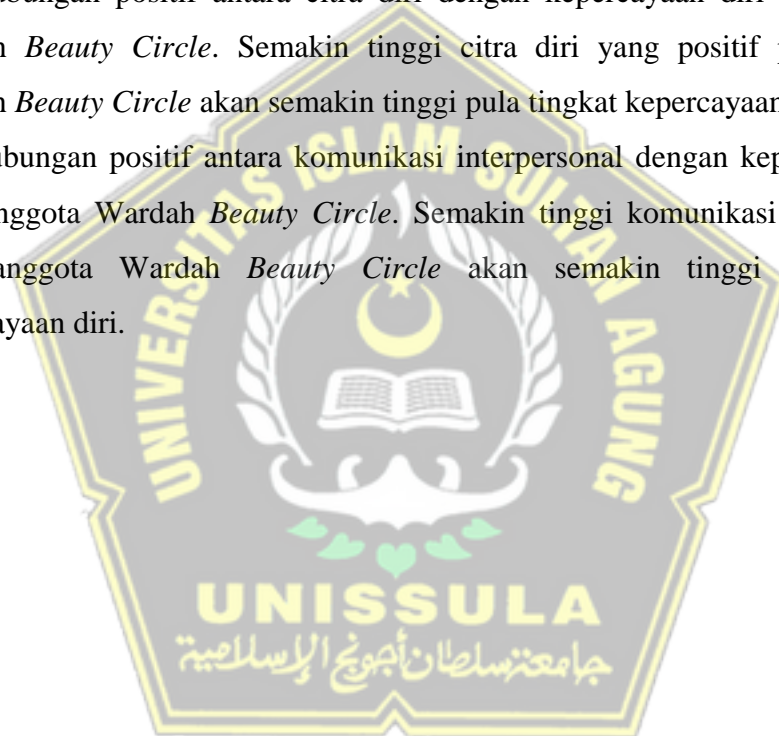 ubungan positif antara citra diri dengan kepercayaan diri
h Beauty Circle. Semakin tinggi citra diri yang positif p
h Beauty Circle akan semakin tinggi pula tingkat kepercayaan
ubungan positif antara komunikasi interpersonal dengan kep
nggota Wardah Beauty Circle. Semakin tinggi komunikasi
anggota Wardah Beauty Circle akan semakin tinggi
ayaan diri.
UNIVERSITAS ISLAM SULTAN AGUNG
UNISSULA
جامعة سلطان أجونج الإسلامية